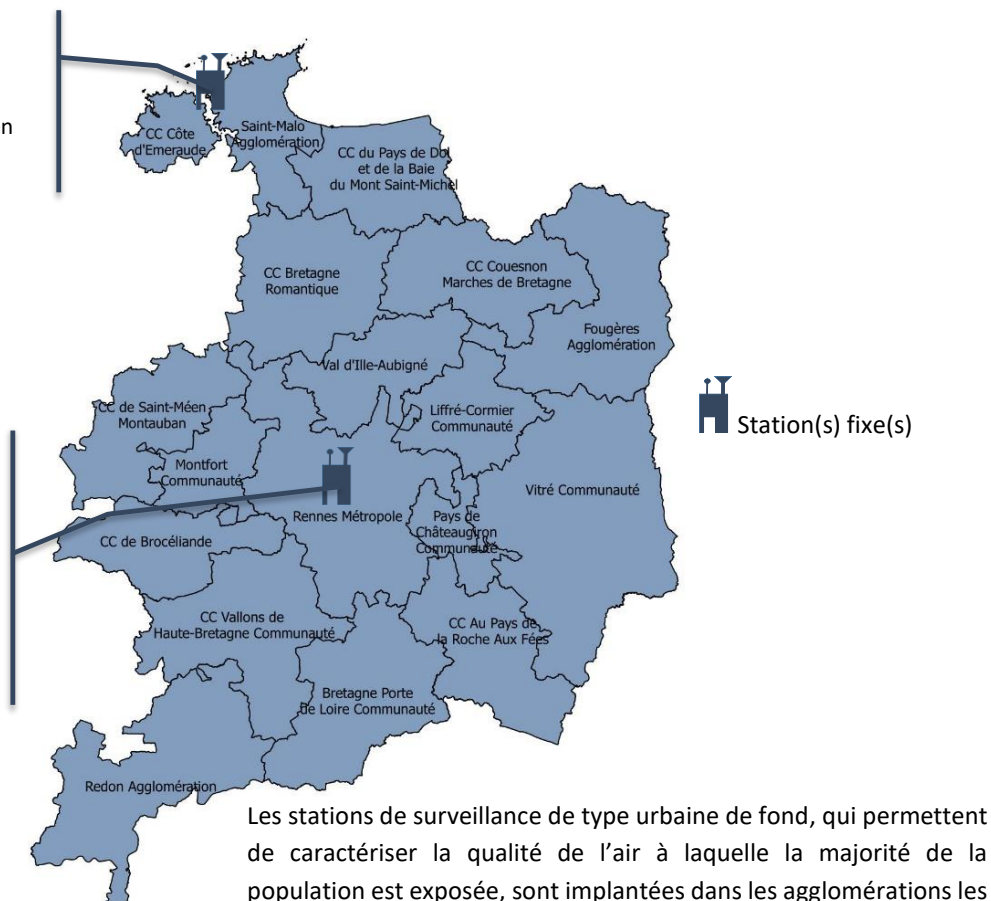 n
CC Côte
d'Emeraude
Saint-Malo
Agglomération
CC du Pays de Dol
et de la Baie
du Mont Saint-Michel
CC Bretagne
Romantique
CC Couesnon
Marches de Bretagne
Fougères
Agglomération
Val d'Ille-Aubigné
CC de Saint-Méen
Montauban
Liffré-Cormier
Communauté
Station(s) fixe(s)
Montfort
Communauté
Vitré Communauté
Rennes Métropole
Pays de
Châteaugiron
Communauté
CC de Brocéliande
CC Vallons de
Haute-Bretagne Communauté
CC Au Pays de
la Roche Aux Fées
Bretagne Porte
de Loire Communauté
Redon Agglomération
Les stations de surveillance de type urbaine de fond, qui permettent
de caractériser la qualité de l'air à laquelle la majorité de la
population est exposée, sont implantées dans les agglomérations les